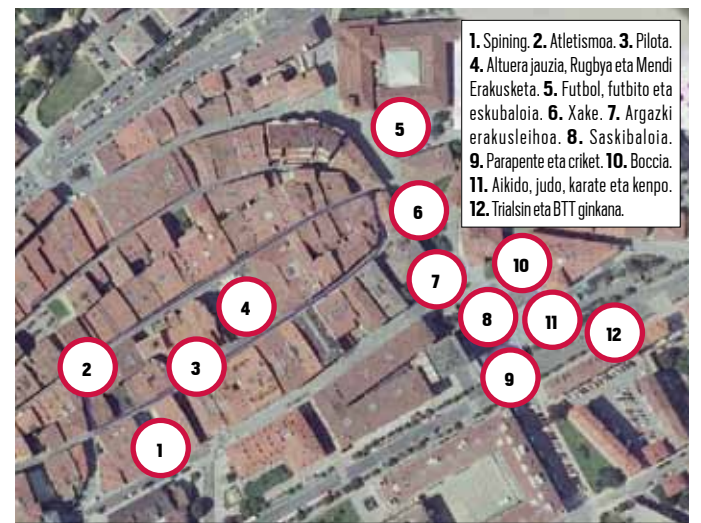 1. Spining. 2. Atletismoa. 3. Pilota.
4. Altuera jauzia, Rugbya eta Mendi
Erakusketa. 5. Futbol, futbito eta
eskubaloia. 6. Xake. 7. Argazki
erakusleihoa. 8. Saskibaloia.
9. Parapente eta criket. 10. Boccia.
11. Aikido, judo, karate eta kenpo.
12. Trialsin eta BTT ginkana.
5
6
10
7
4
8
11
12
2
3
9
1